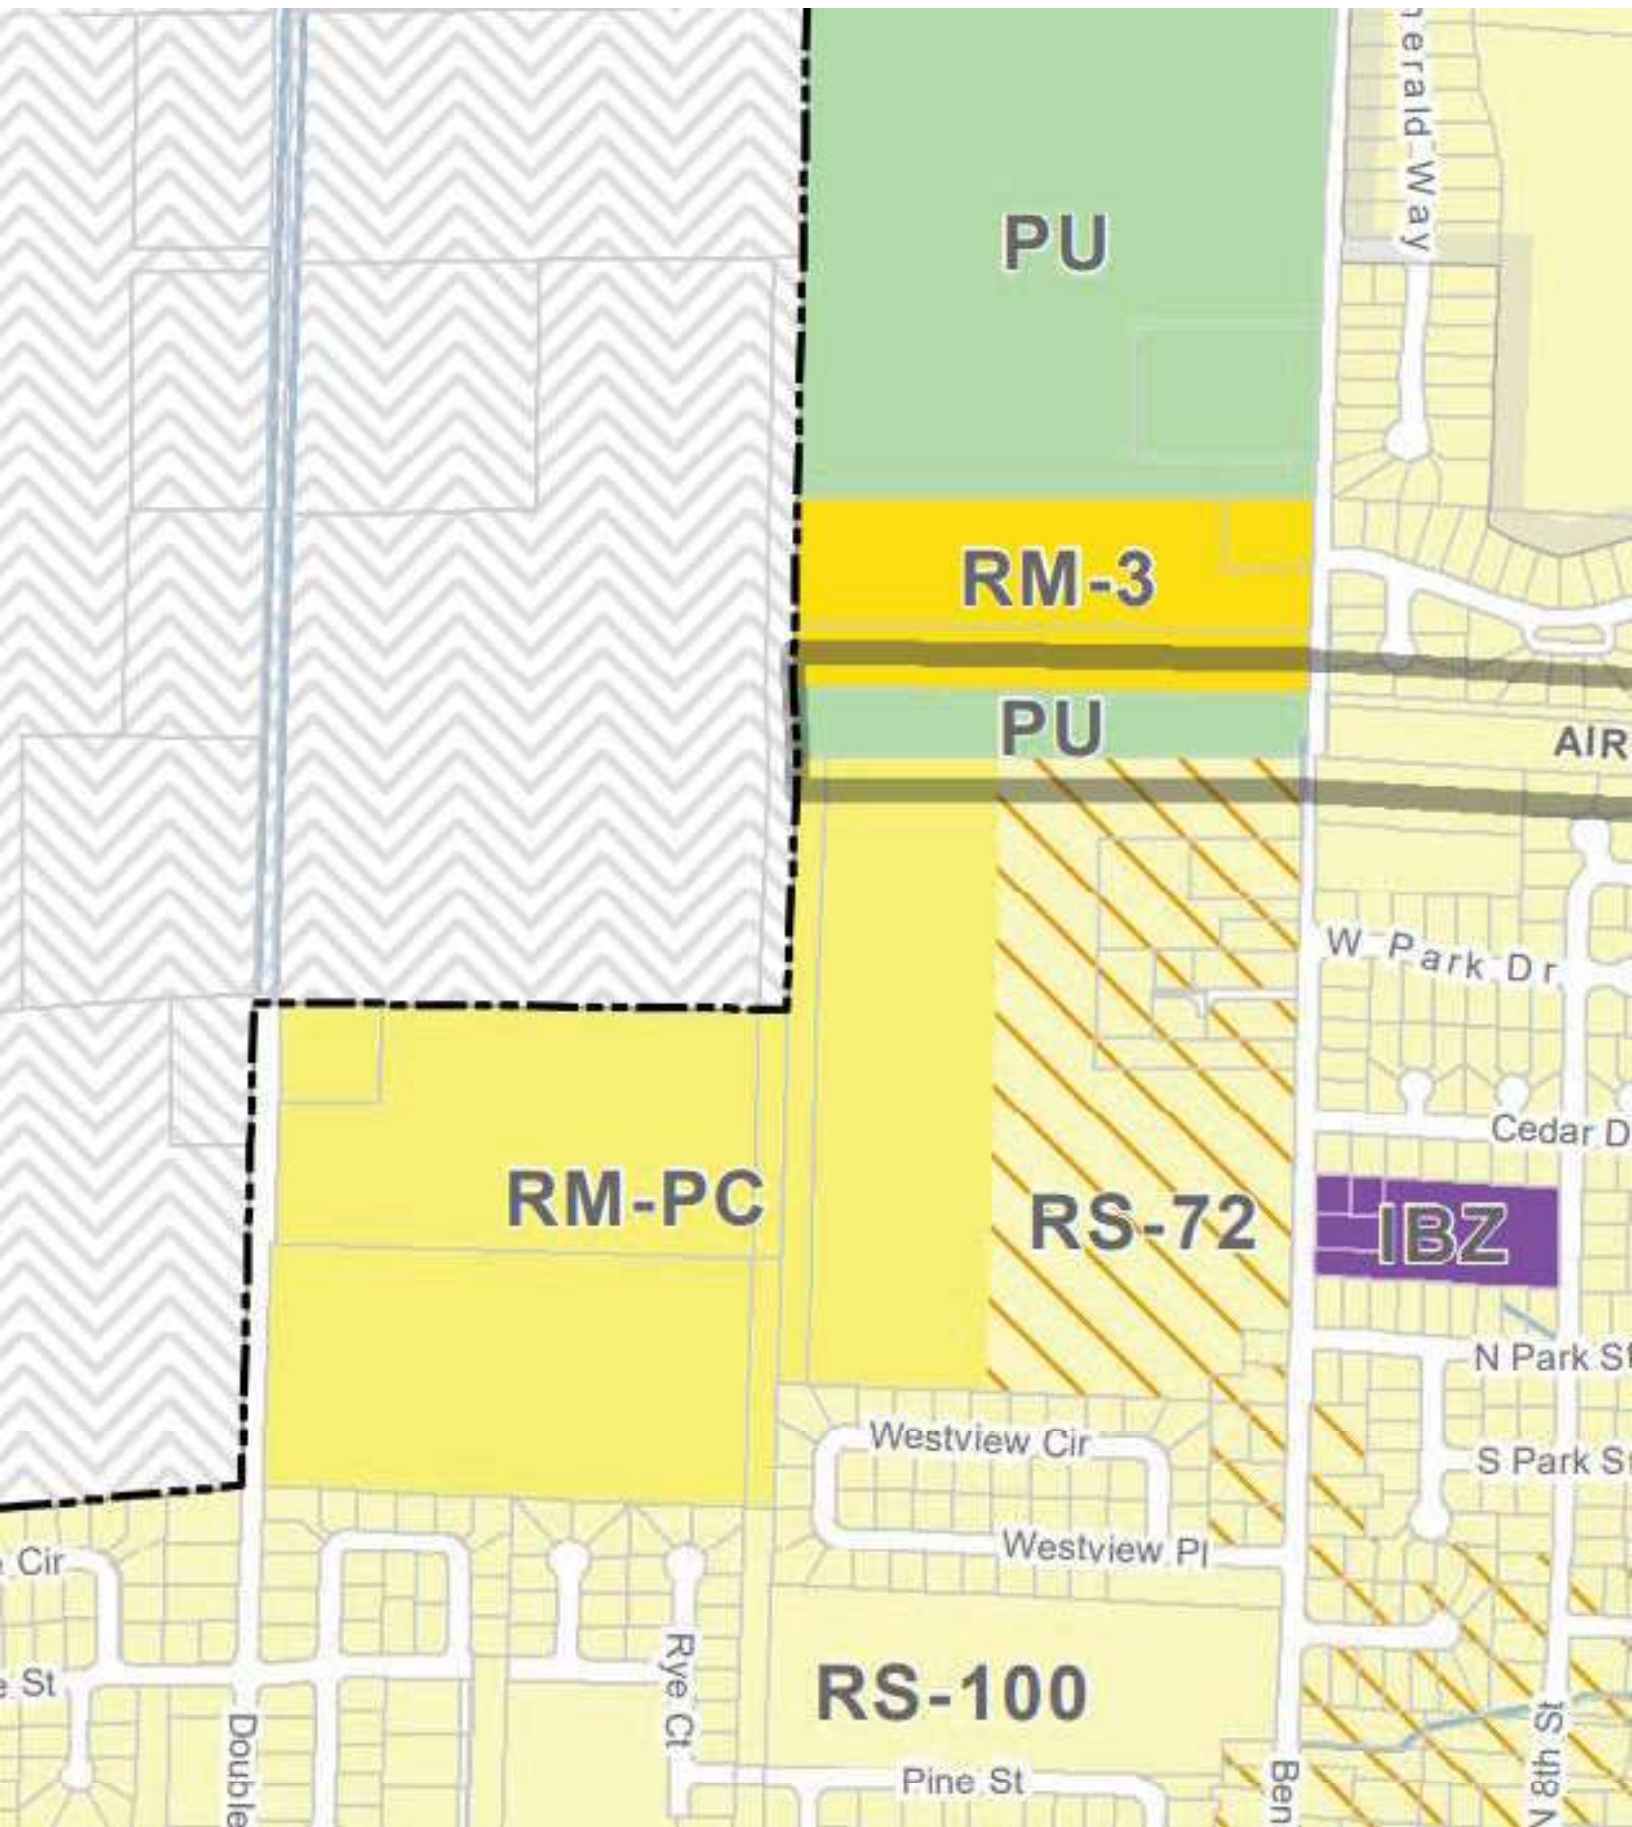 erald Way
PU
RM-3
PU
AIR
W Park Dr
Cedar D
RM-PC
RS-72
IBZ
N Park St
Westview Cir
S Park St
Westview Pl
Cir
St
Rye Ct
RS-100
Double
Pine St
Ben
N 8th St